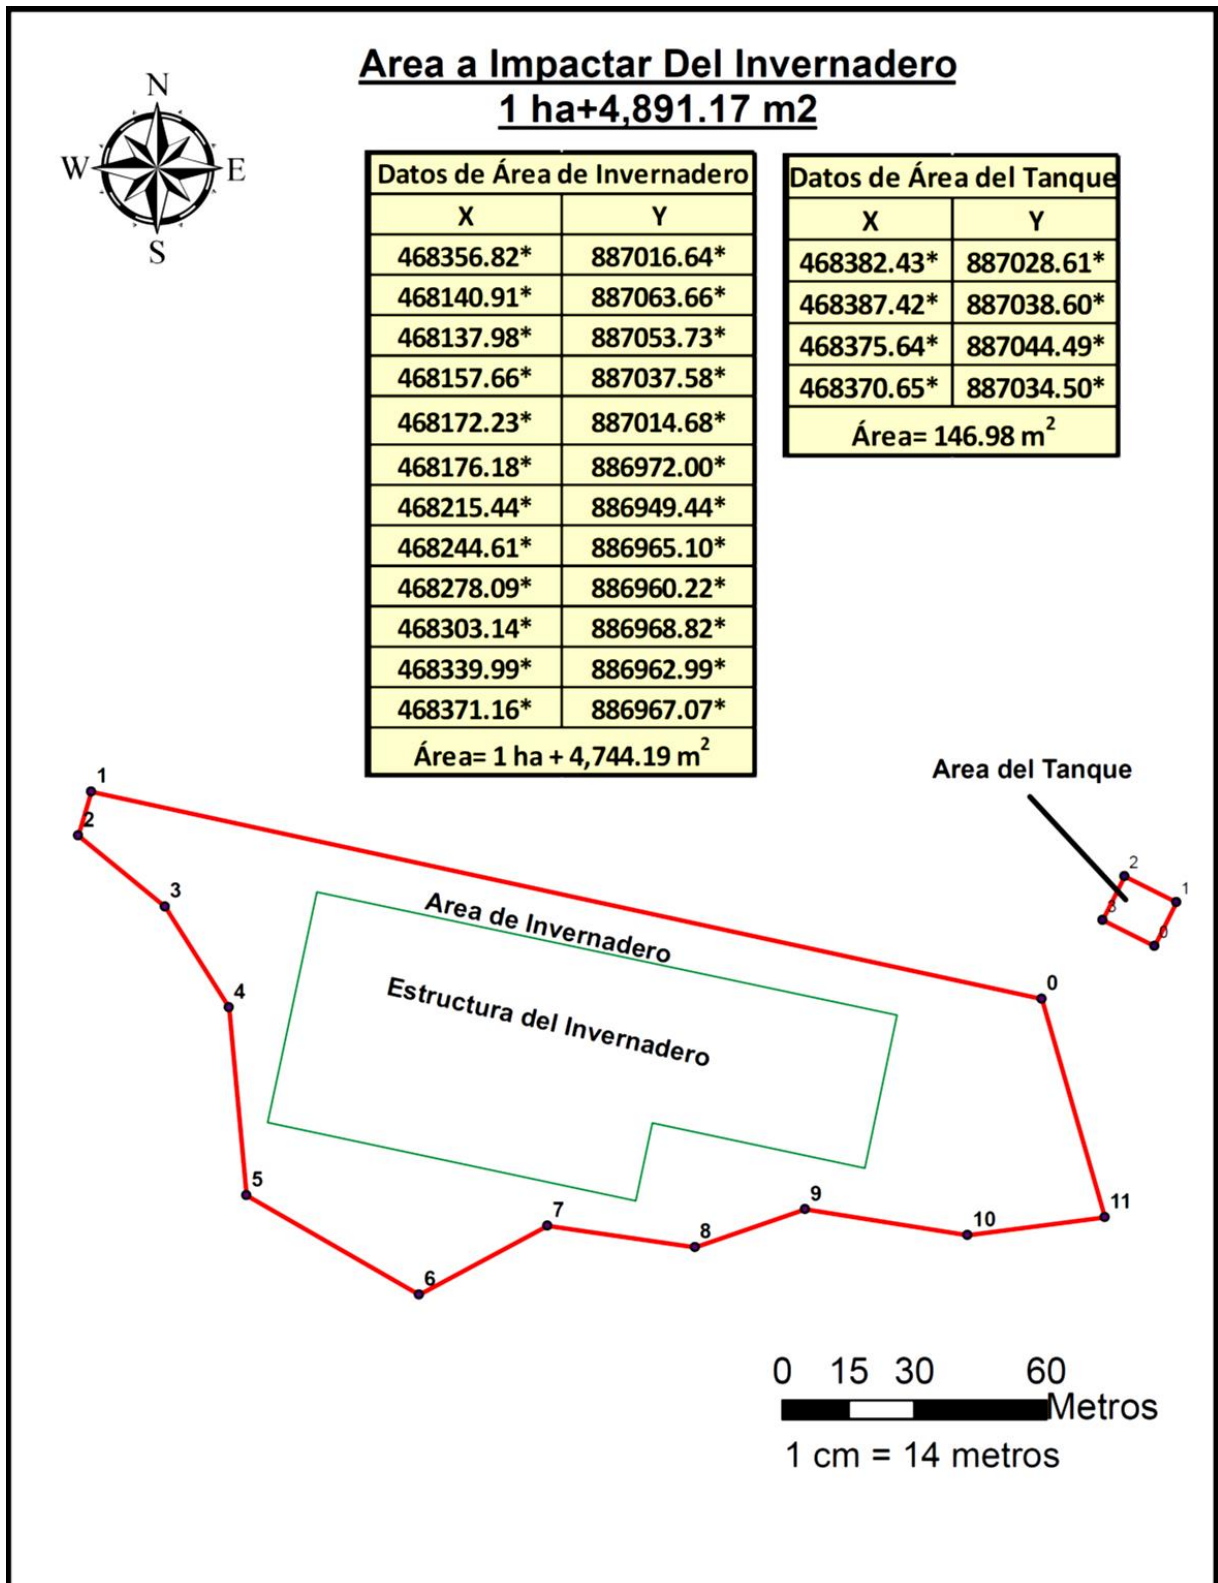 Area a Impactar Del Invernadero
1 ha+4,891.17 m2
N
W E
S
Datos de Área de Invernadero
X Y
468356.82* 887016.64*
468140.91* 887063.66*
468137.98* 887053.73*
468157.66* 887037.58*
468172.23* 887014.68*
468176.18* 886972.00*
468215.44* 886949.44*
468244.61* 886965.10*
468278.09* 886960.22*
468303.14* 886968.82*
468339.99* 886962.99*
468371.16* 886967.07*
Área= 1 ha + 4,744.19 m²
Datos de Área del Tanque
X Y
468382.43* 887028.61*
468387.42* 887038.60*
468375.64* 887044.49*
468370.65* 887034.50*
Área= 146.98 m²
Area del Tanque
2
1
3
0
1
2
3
4
5
6
7
8
9
10
11
0
Area de Invernadero
Estructura del Invernadero
0 15 30 60
Metros
1 cm = 14 metros